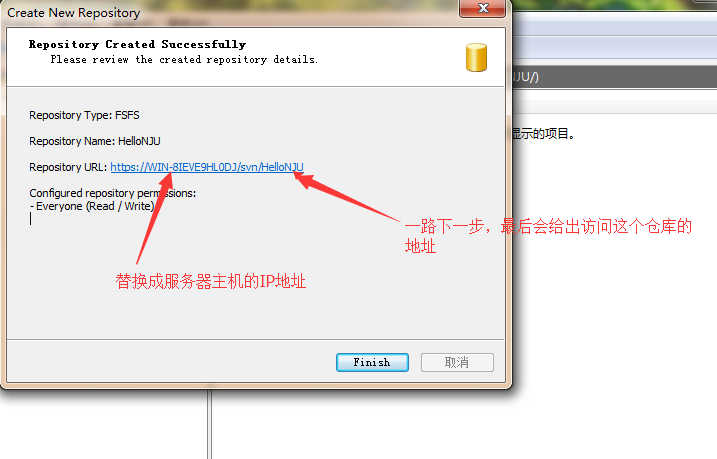 Create New Repository
Repository Created Successfully
Please review the created repository details.
NJU/)
显示的项目。
Repository Type: FSFS
Repository Name: HelloNJU
Repository URL: https://WIN-8IEVE9HL0DJ/svn/HelloNJU
Configured repository permissions:
- Everyone (Read / Write)
一路下一步，最后会给出访问这个仓库的
地址
替换成服务器主机的IP地址
Finish
取消